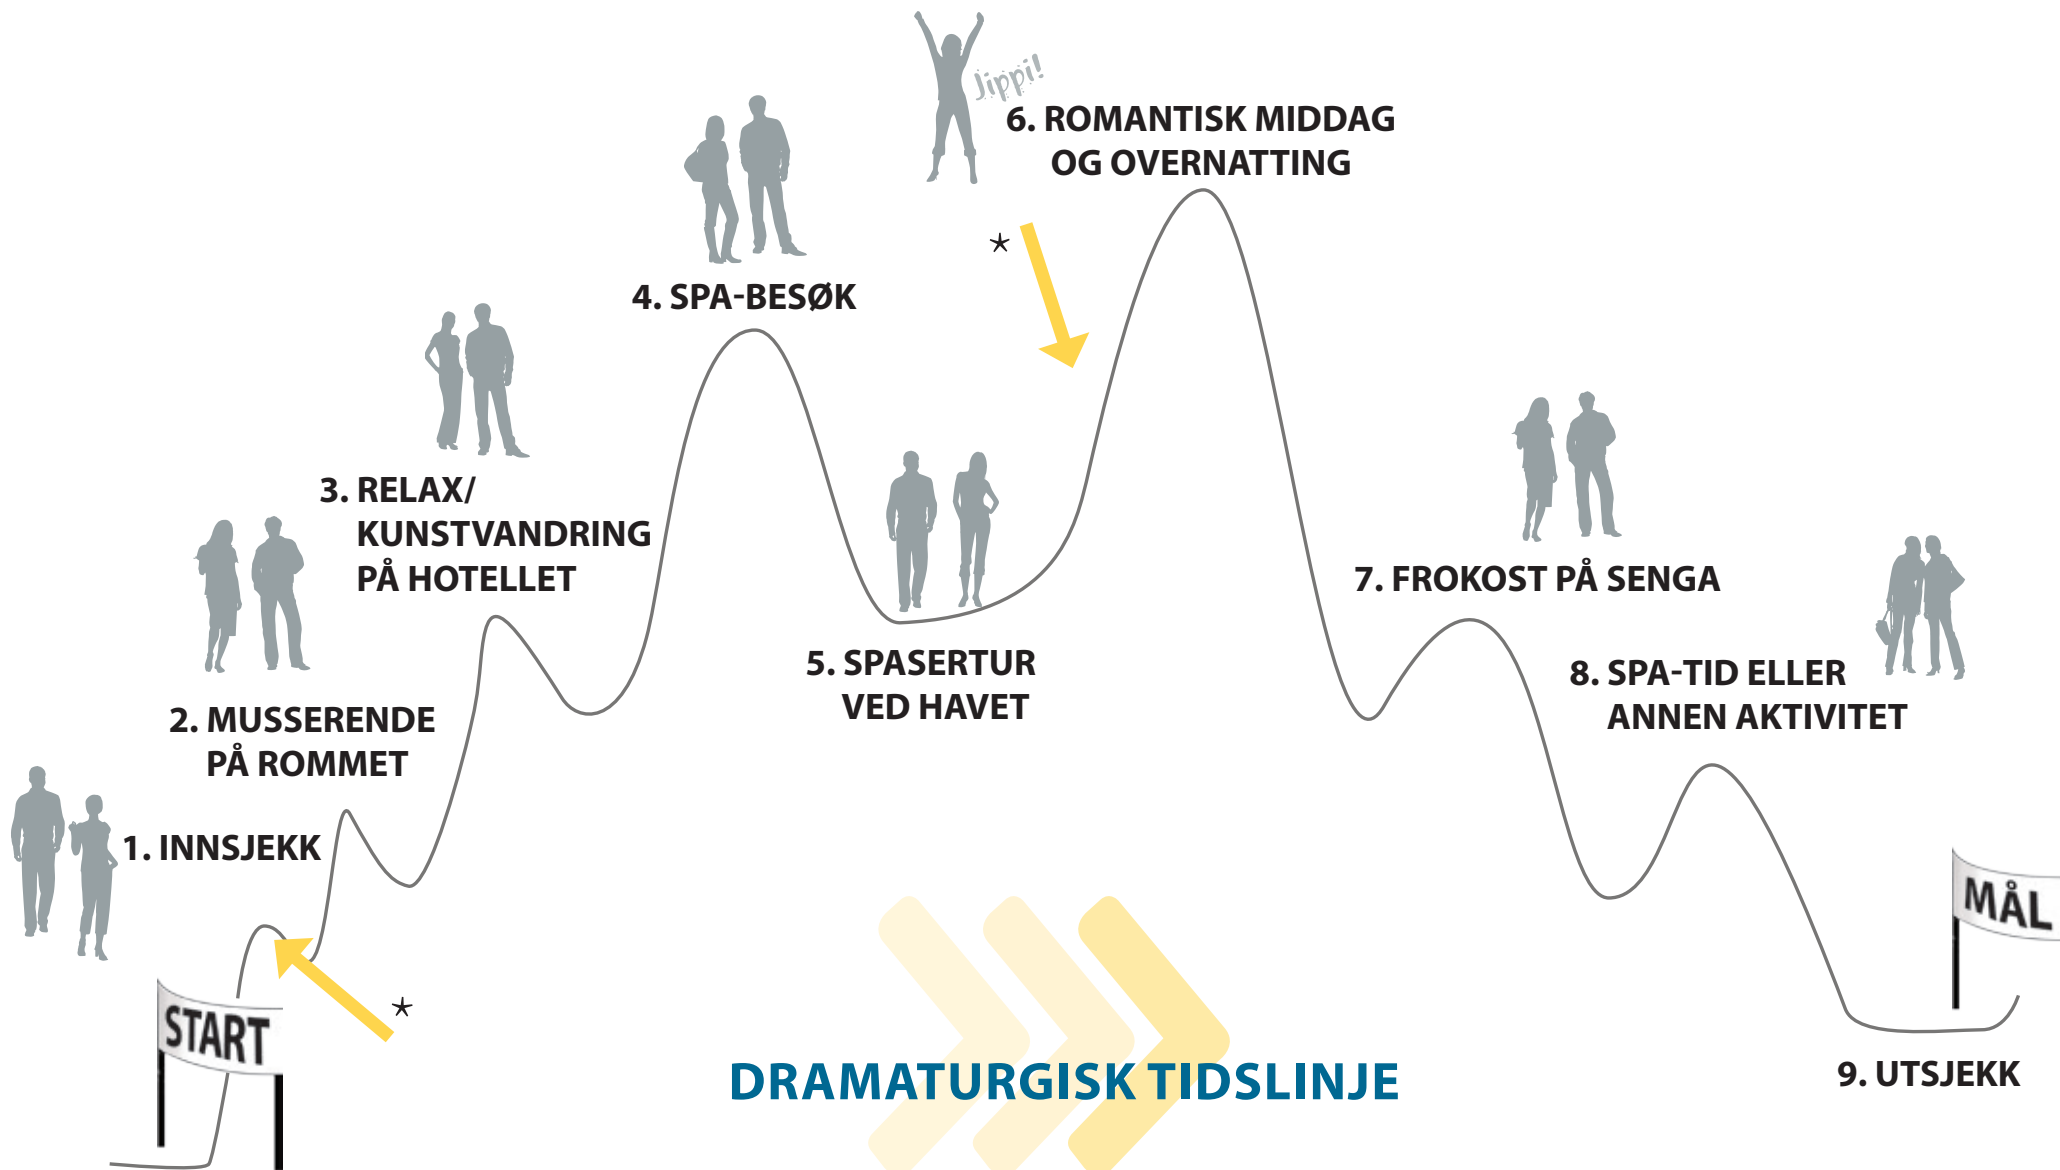 Jippi!
6. ROMANTISK MIDDAG
OG OVERNATTING
*
4. SPA-BESØK
3. RELAX/
KUNSTVANDRING
PÅ HOTELLET
7. FROKOST PÅ SENGA
5. SPASERTUR
VED HAVET
8. SPA-TID ELLER
ANNEN AKTIVITET
2. MUSSERENDE
PÅ ROMMET
1. INNSJEKK
MÅL
START
*
DRAMATURGISK TIDSLINJE
9. UTSJEKK